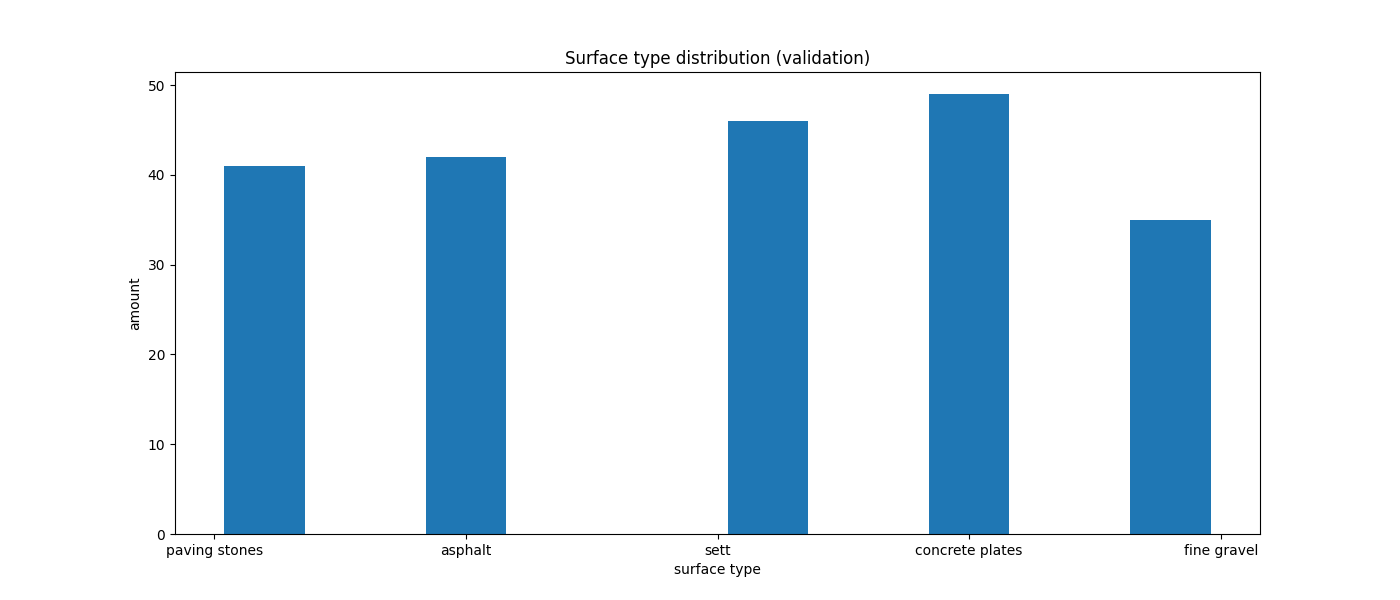 Surface type distribution (validation)
50
40
30
20
10
0
amount
paving stones asphalt sett concrete plates fine gravel
surface type